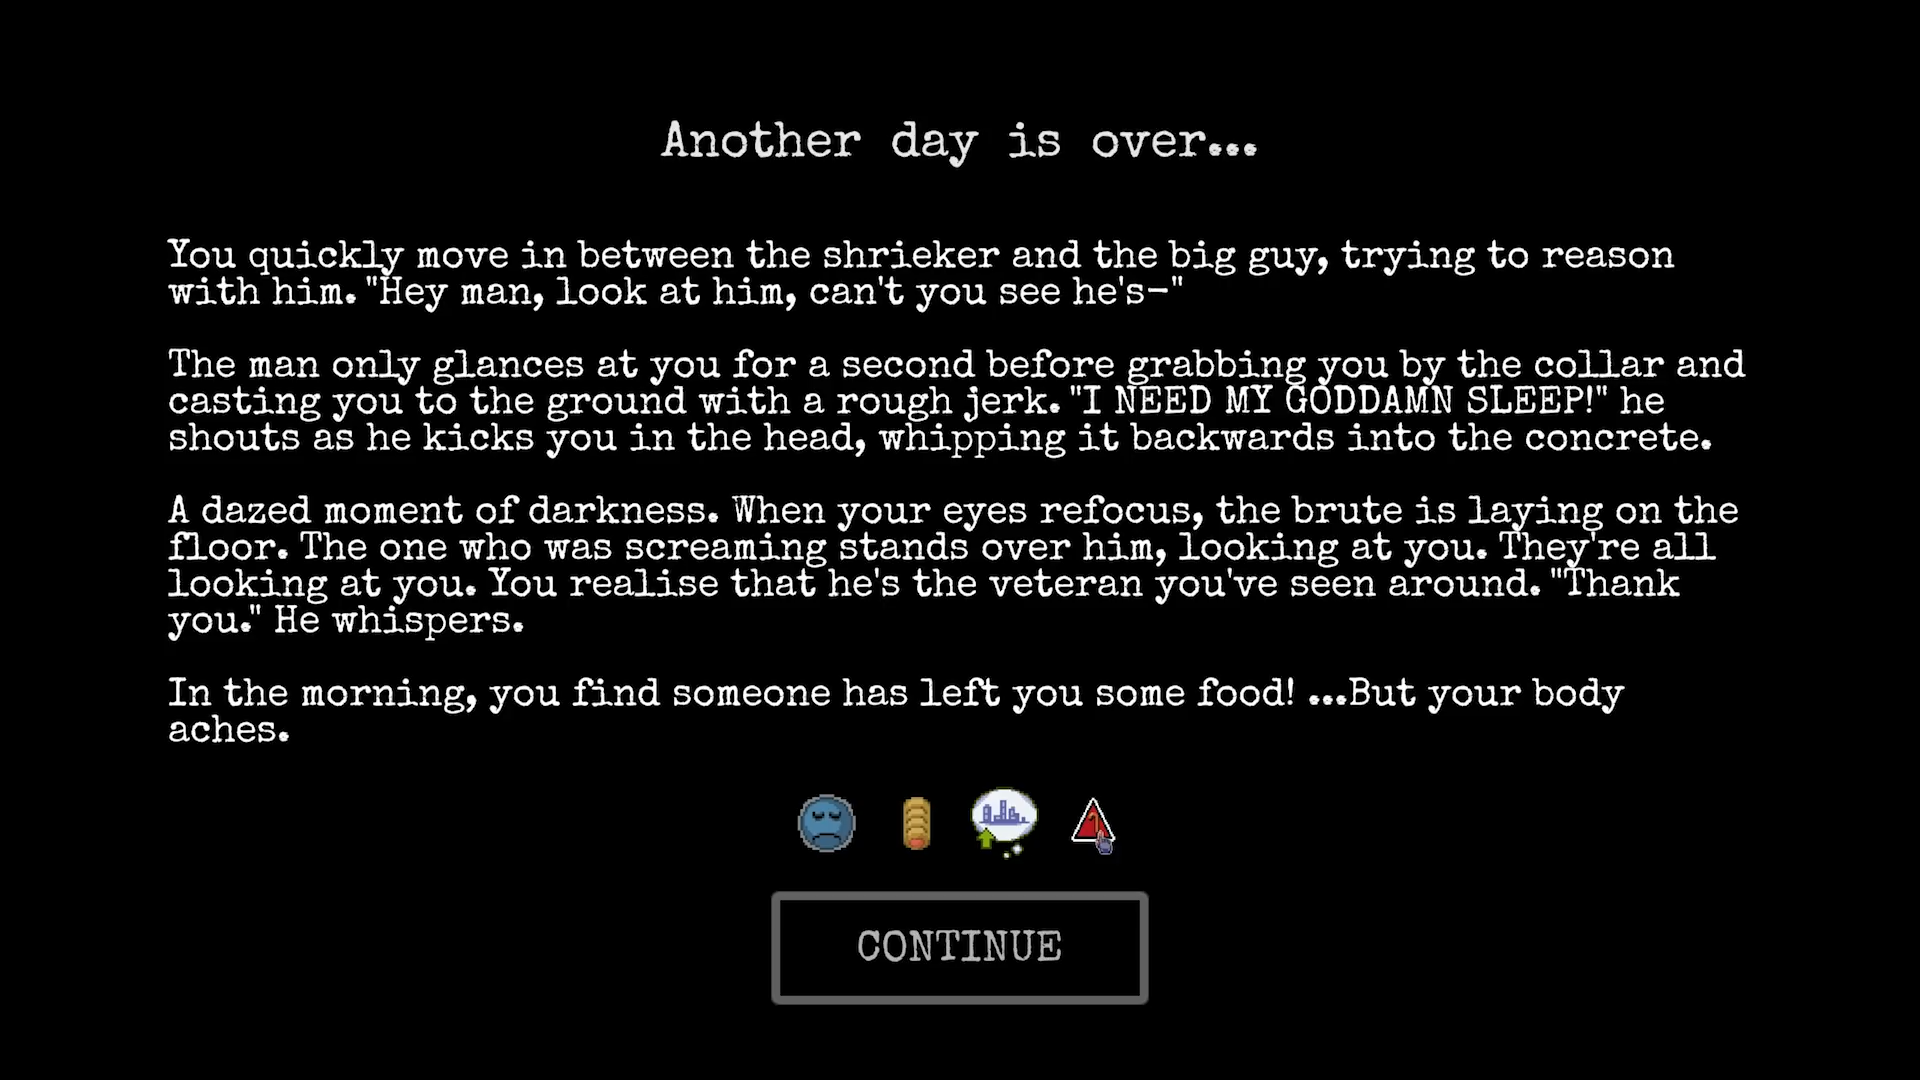 Another day is over...
You quickly move in between the shrieker and the big guy, trying to reason
with him. "Hey man, look at him, can't you see he's-"
The man only glances at you for a second before grabbing you by the collar and
casting you to the ground with a rough jerk. "I NEED MY GODDAMN SLEEP!" he
shouts as he kicks you in the head, whipping it backwards into the concrete.
A dazed moment of darkness. When your eyes refocus, the brute is laying on the
floor. The one who was screaming stands over him, looking at you. They're all
looking at you. You realise that he's the veteran you've seen around. "Thank
you." He whispers.
In the morning, you find someone has left you some food! ...But your body
aches.
CONTINUE